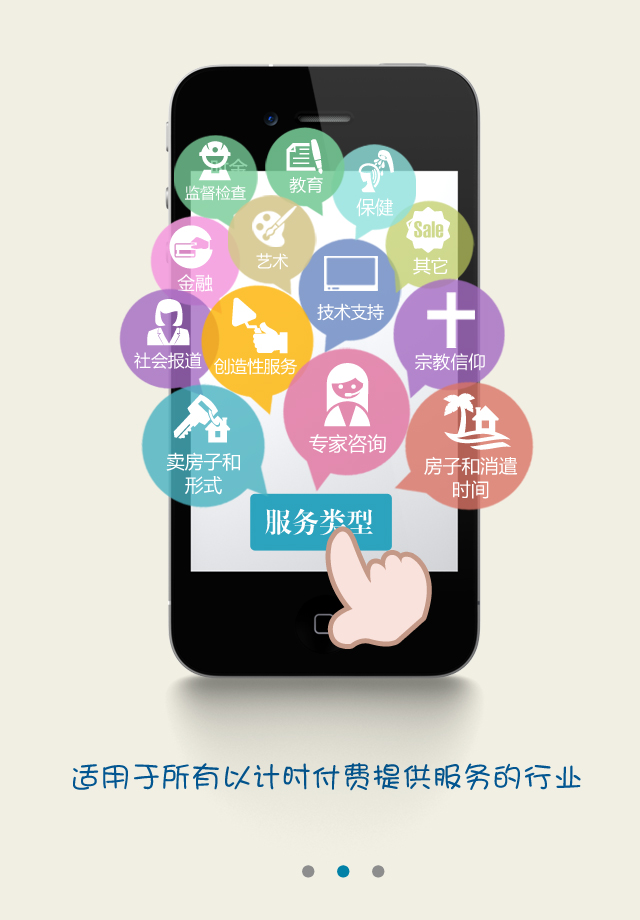 监督检查
教育
保健
艺术
Sale
其它
金融
技术支持
社会报道
创造性服务
宗教信仰
专家咨询
卖房子和
形式
房子和消遣
时间
服务类型
适用于所有以计时付费提供服务的行业